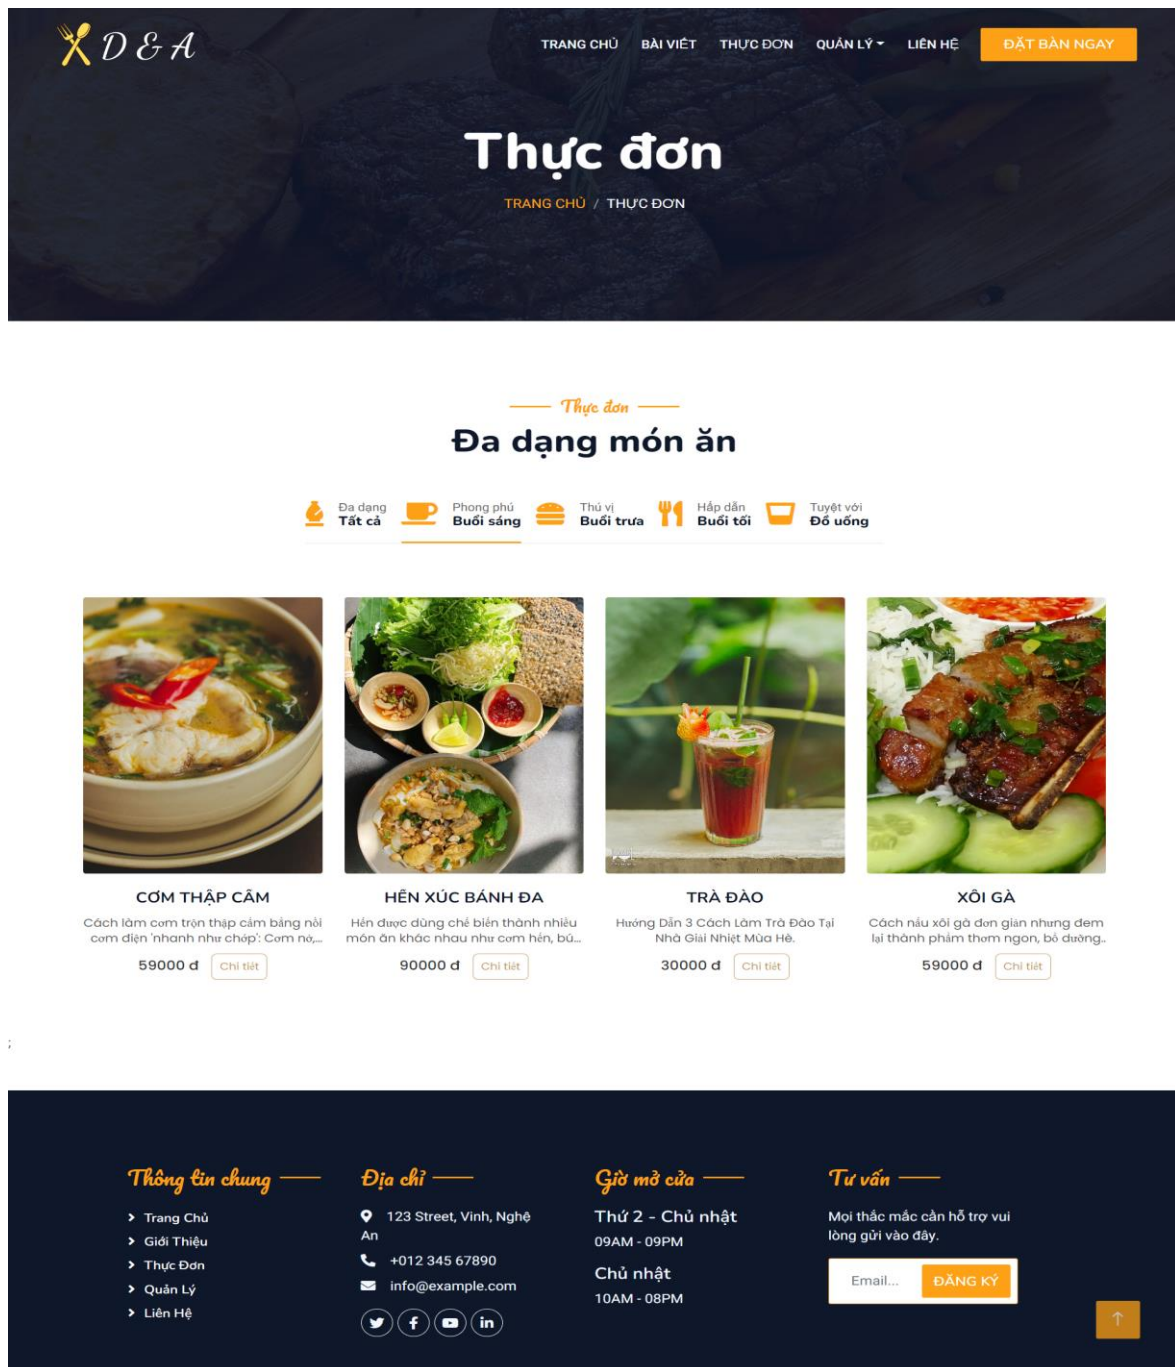 D & A
TRANG CHỦ BÀI VIẾT THỰC ĐƠN QUẢN LÝ LIÊN HỆ ĐẶT BÀN NGAY
Thực đơn
TRANG CHỦ / THỰC ĐƠN
Thực đơn
Đa dạng món ăn
Đa dạng
Tất cả
Phong phú
Buổi sáng
Thú vị
Buổi trưa
Hấp dẫn
Buổi tối
Tuyệt vời
Đồ uống
CƠM THẬP CẨM
Cách làm cơm trộn thập cẩm bằng nồi
cơm điện 'nhanh như chớp': Cơm nở,...
59000 đ Chi tiết
HẾN XÚC BÁNH ĐA
Hến được dùng chế biến thành nhiều
món ăn khác nhau như cơm hến, bú...
90000 đ Chi tiết
TRÀ ĐÀO
Hướng Dẫn 3 Cách Làm Trà Đào Tại
Nhà Giải Nhiệt Mùa Hè.
30000 đ Chi tiết
XÔI GÀ
Cách nấu xôi gà đơn giản nhưng đem
lại thành phẩm thơm ngon, bổ dưỡng..
59000 đ Chi tiết
;
Thông tin chung
Trang Chủ
Giới Thiệu
Thực Đơn
Quản Lý
Liên Hệ
Địa chỉ
123 Street, Vinh, Nghệ
An
+012 345 67890
info@example.com
Giờ mở cửa
Thứ 2 - Chủ nhật
09AM - 09PM
Chủ nhật
10AM - 08PM
Tư vấn
Mọi thắc mắc cần hỗ trợ vui
lòng gửi vào đây.
Email... ĐĂNG KÝ